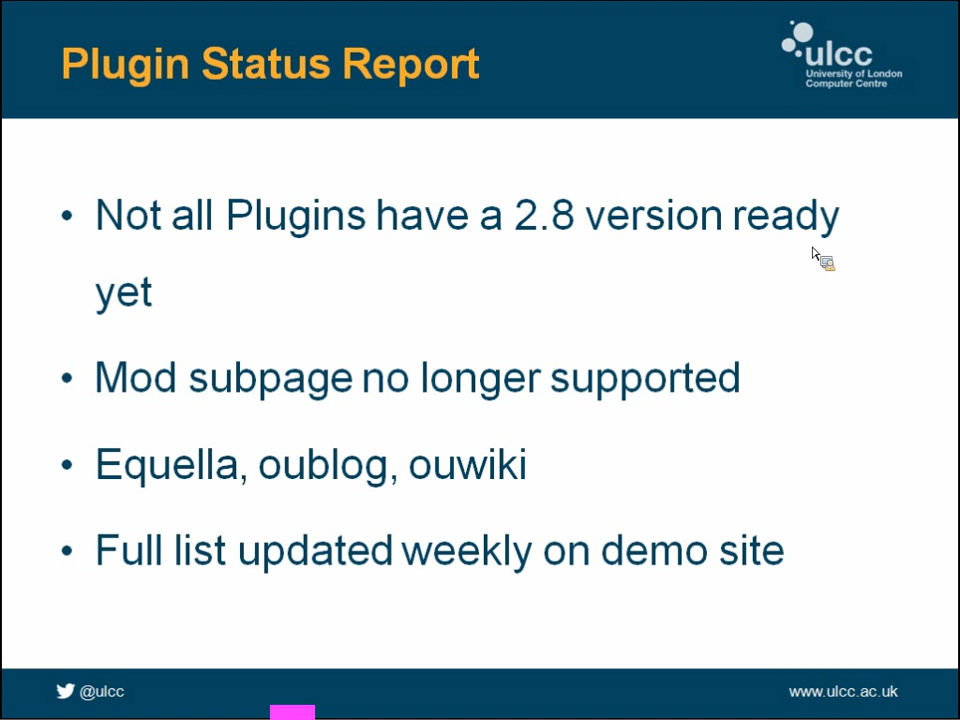 Plugin Status Report
ulcc
University of London
Computer Centre
• Not all Plugins have a 2.8 version ready
yet
• Mod subpage no longer supported
• Equella, oublog, ouwiki
• Full list updated weekly on demo site
@ulcc
www.ulcc.ac.uk